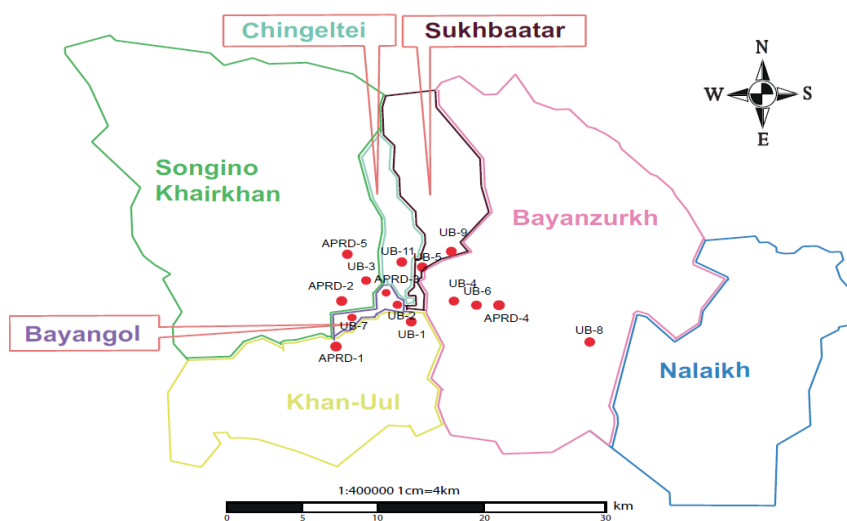 Chingeltei
Sukhbaatar
N
W
S
E
Songino
Khairkhan
Bayanzurkh
UB-9
APRD-5
UB-11
UB-5
UB-3
APRD-3
UB-4
APRD-2
UB-6
Bayangol
UB-7
UB-2
APRD-4
UB-1
UB-8
APRD-1
Nalaikh
Khan-Uul
1:400000 1cm=4km
km
0 5 10 20 30